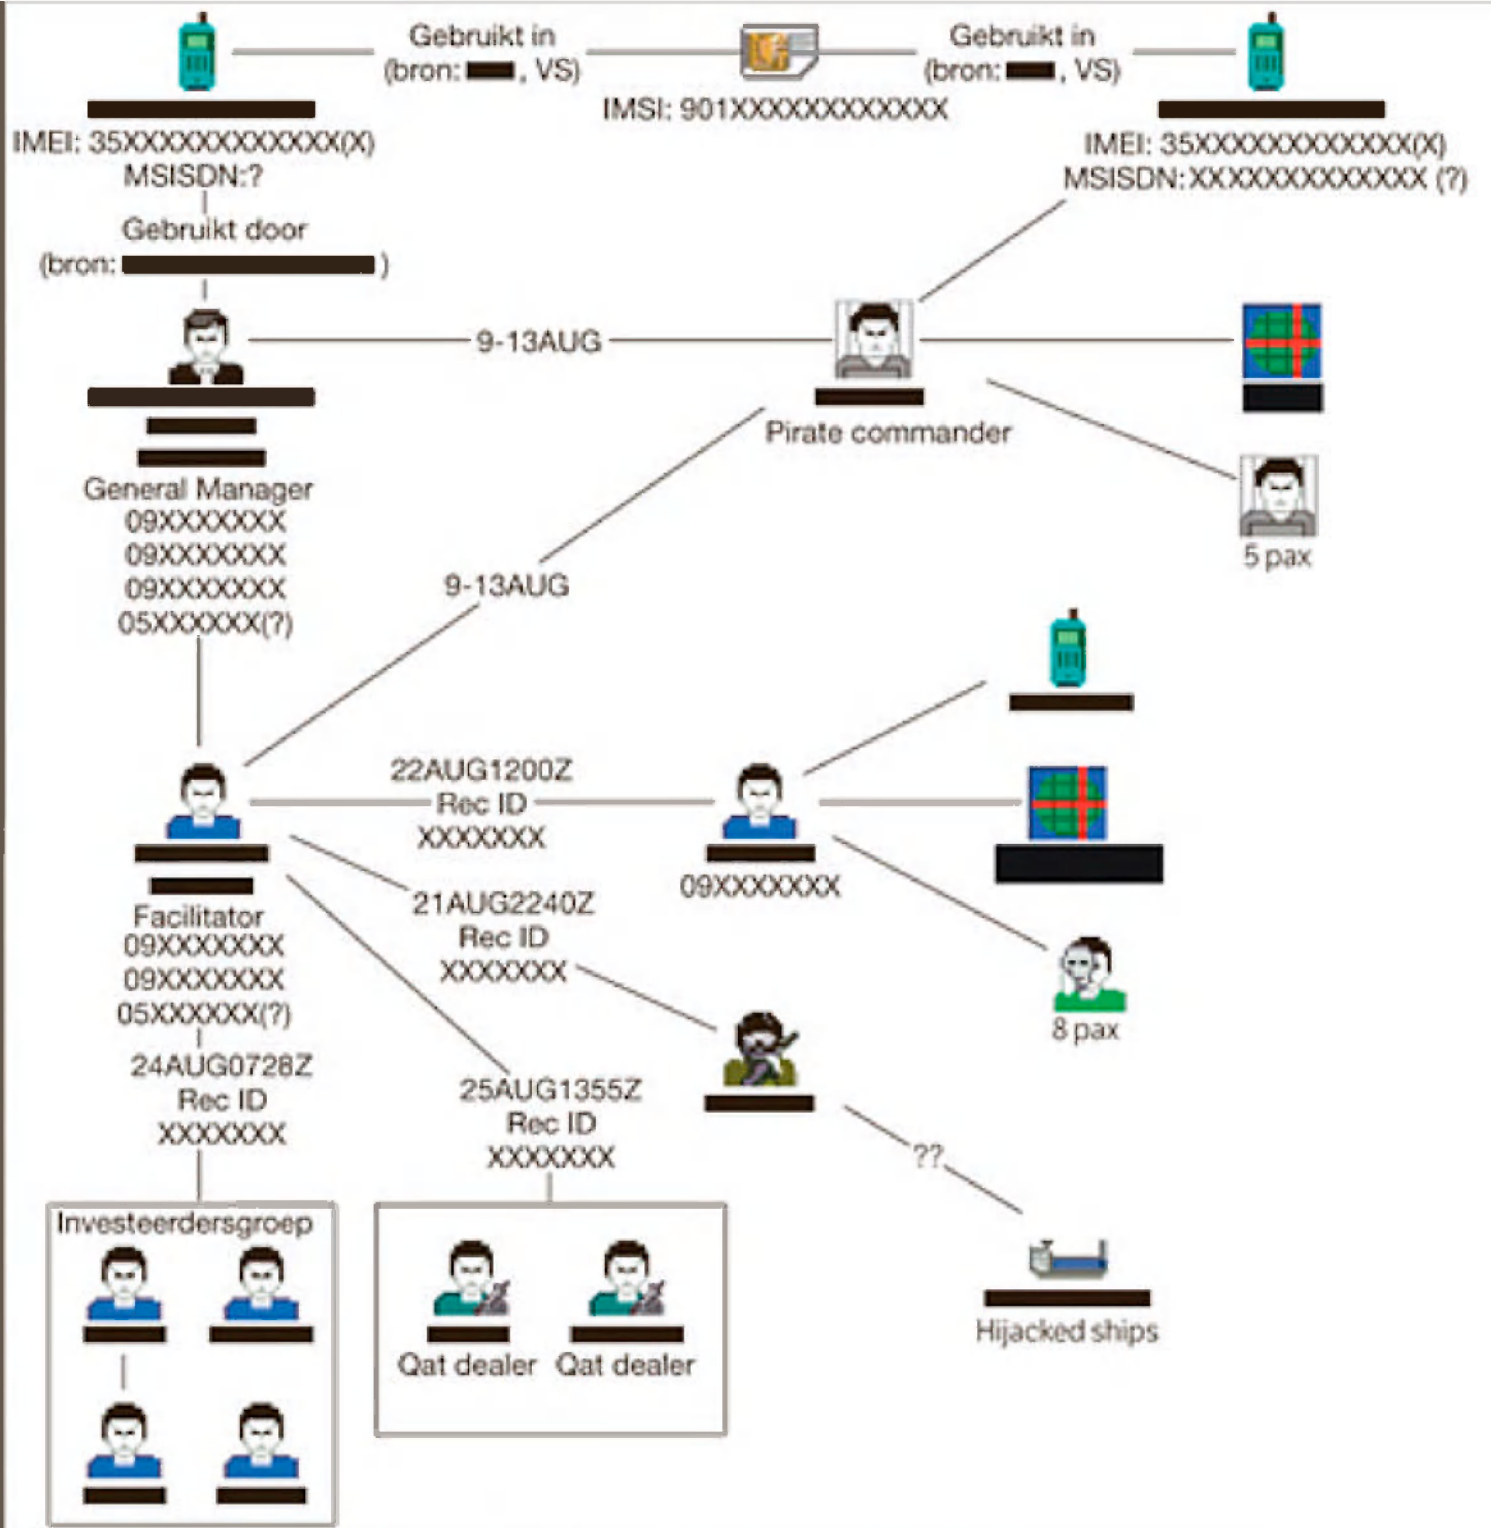 Gebruikt in
(bron: , VS)
Gebruikt in
(bron: , VS)
IMSI: 901XXXXXXXXXXXX
IMEI: 35XXXXXXXXXXXXX(X)
MSISDN:?
IMEI: 35XXXXXXXXXXXXX(X)
MSISDN: XXXXXXXXXXXXX (?)
Gebruikt door
(bron: )
9-13AUG
Pirate commander
General Manager
09XXXXXXX
09XXXXXXX
09XXXXXXX
05XXXXXX(?)
5 pax
9-13AUG
22AUG1200Z
Rec ID
XXXXXXX
09XXXXXXX
21AUG2240Z
Rec ID
XXXXXXX
Facilitator
09XXXXXXX
09XXXXXXX
05XXXXXX(?)
8 pax
24AUG0728Z
Rec ID
XXXXXXX
25AUG1355Z
Rec ID
XXXXXXX
??
Investeerdersgroep
Qat dealer
Qat dealer
Hijacked ships